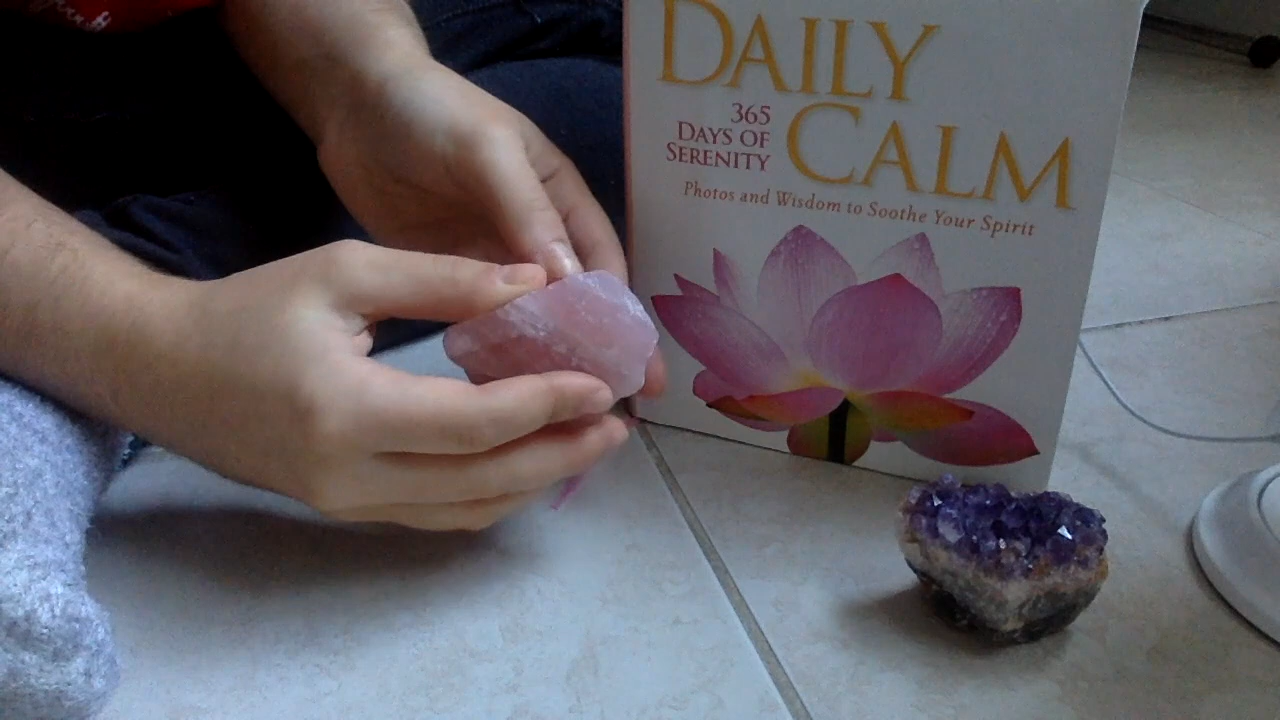 DAILY
CALM
365
DAYS OF
SERENITY
Photos and Wisdom to Soothe Your Spirit